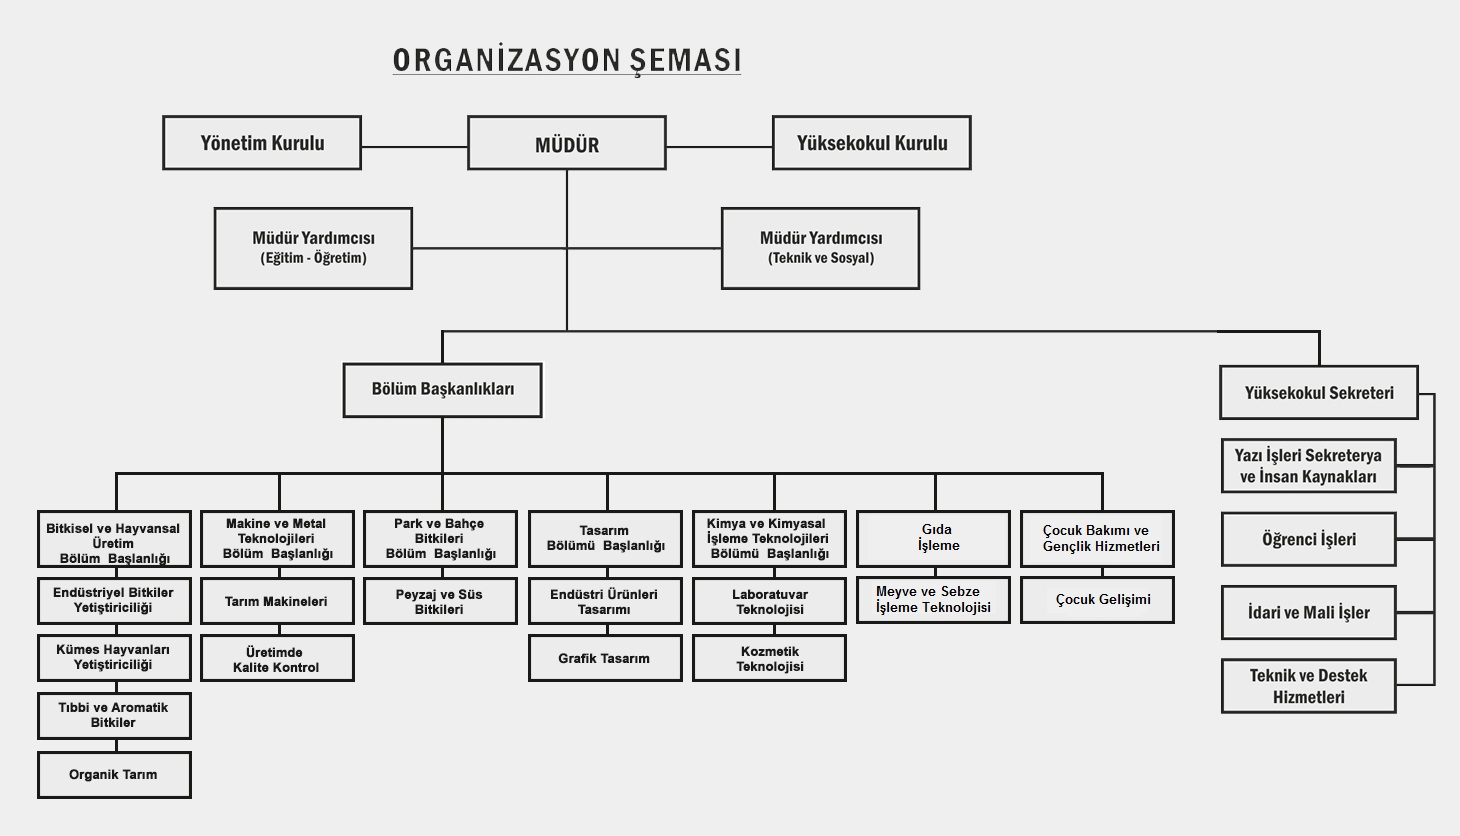 ORGANİZASYON ŞEMASI
Yönetim Kurulu
MÜDÜR
Yüksekokul Kurulu
Müdür Yardımcısı
(Eğitim - Öğretim)
Müdür Yardımcısı
(Teknik ve Sosyal)
Bölüm Başkanlıkları
Yüksekokul Sekreteri
Yazı İşleri Sekreterya
ve İnsan Kaynakları
Öğrenci İşleri
İdari ve Mali İşler
Teknik ve Destek
Hizmetleri
Bitkisel ve Hayvansal
Üretim
Bölüm Başlanlığı
Endüstriyel Bitkiler
Yetiştiriciliği
Kümes Hayvanları
Yetiştiriciliği
Tıbbi ve Aromatik
Bitkiler
Organik Tarım
Makine ve Metal
Teknolojileri
Bölüm Başlanlığı
Tarım Makineleri
Üretimde
Kalite Kontrol
Park ve Bahçe
Bitkileri
Bölüm Başlanlığı
Peyzaj ve Süs
Bitkileri
Tasarım
Bölümü Başlanlığı
Endüstri Ürünleri
Tasarımı
Grafik Tasarım
Kimya ve Kimyasal
İşleme Teknolojileri
Bölümü Başlanlığı
Laboratuvar
Teknolojisi
Kozmetik
Teknolojisi
Gıda
İşleme
Meyve ve Sebze
İşleme Teknolojisi
Çocuk Bakımı ve
Gençlik Hizmetleri
Çocuk Gelişimi